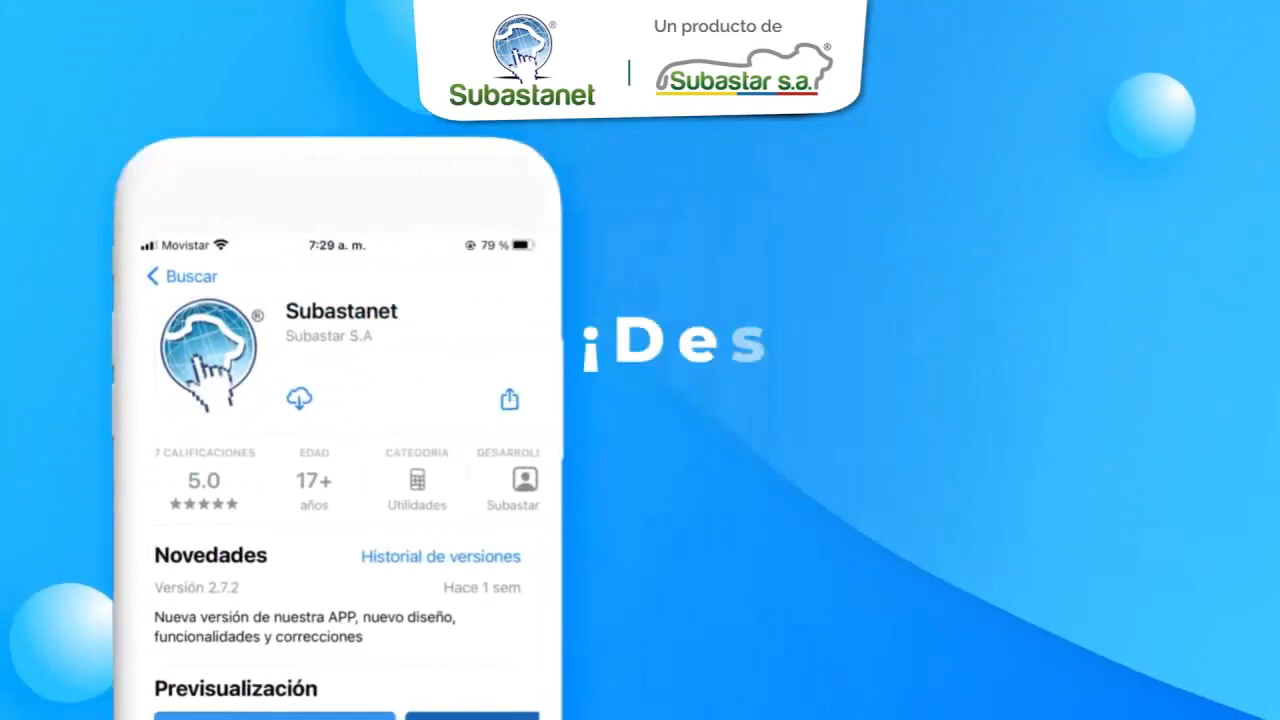 Un producto de
Subastanet
®
Subastar s.a.
®
Movistar
7:29 a. m.
79 %
Buscar
®
Subastanet
Subastar S.A
¡Des
7 CALIFICACIONES
EDAD
CATEGORÍA
DESARROLL
5.0
17+
★★★★★
años
Utilidades
Subastar
Novedades
Historial de versiones
Versión 2.7.2
Hace 1 sem
Nueva versión de nuestra APP, nuevo diseño,
funcionalidades y correcciones
Previsualización